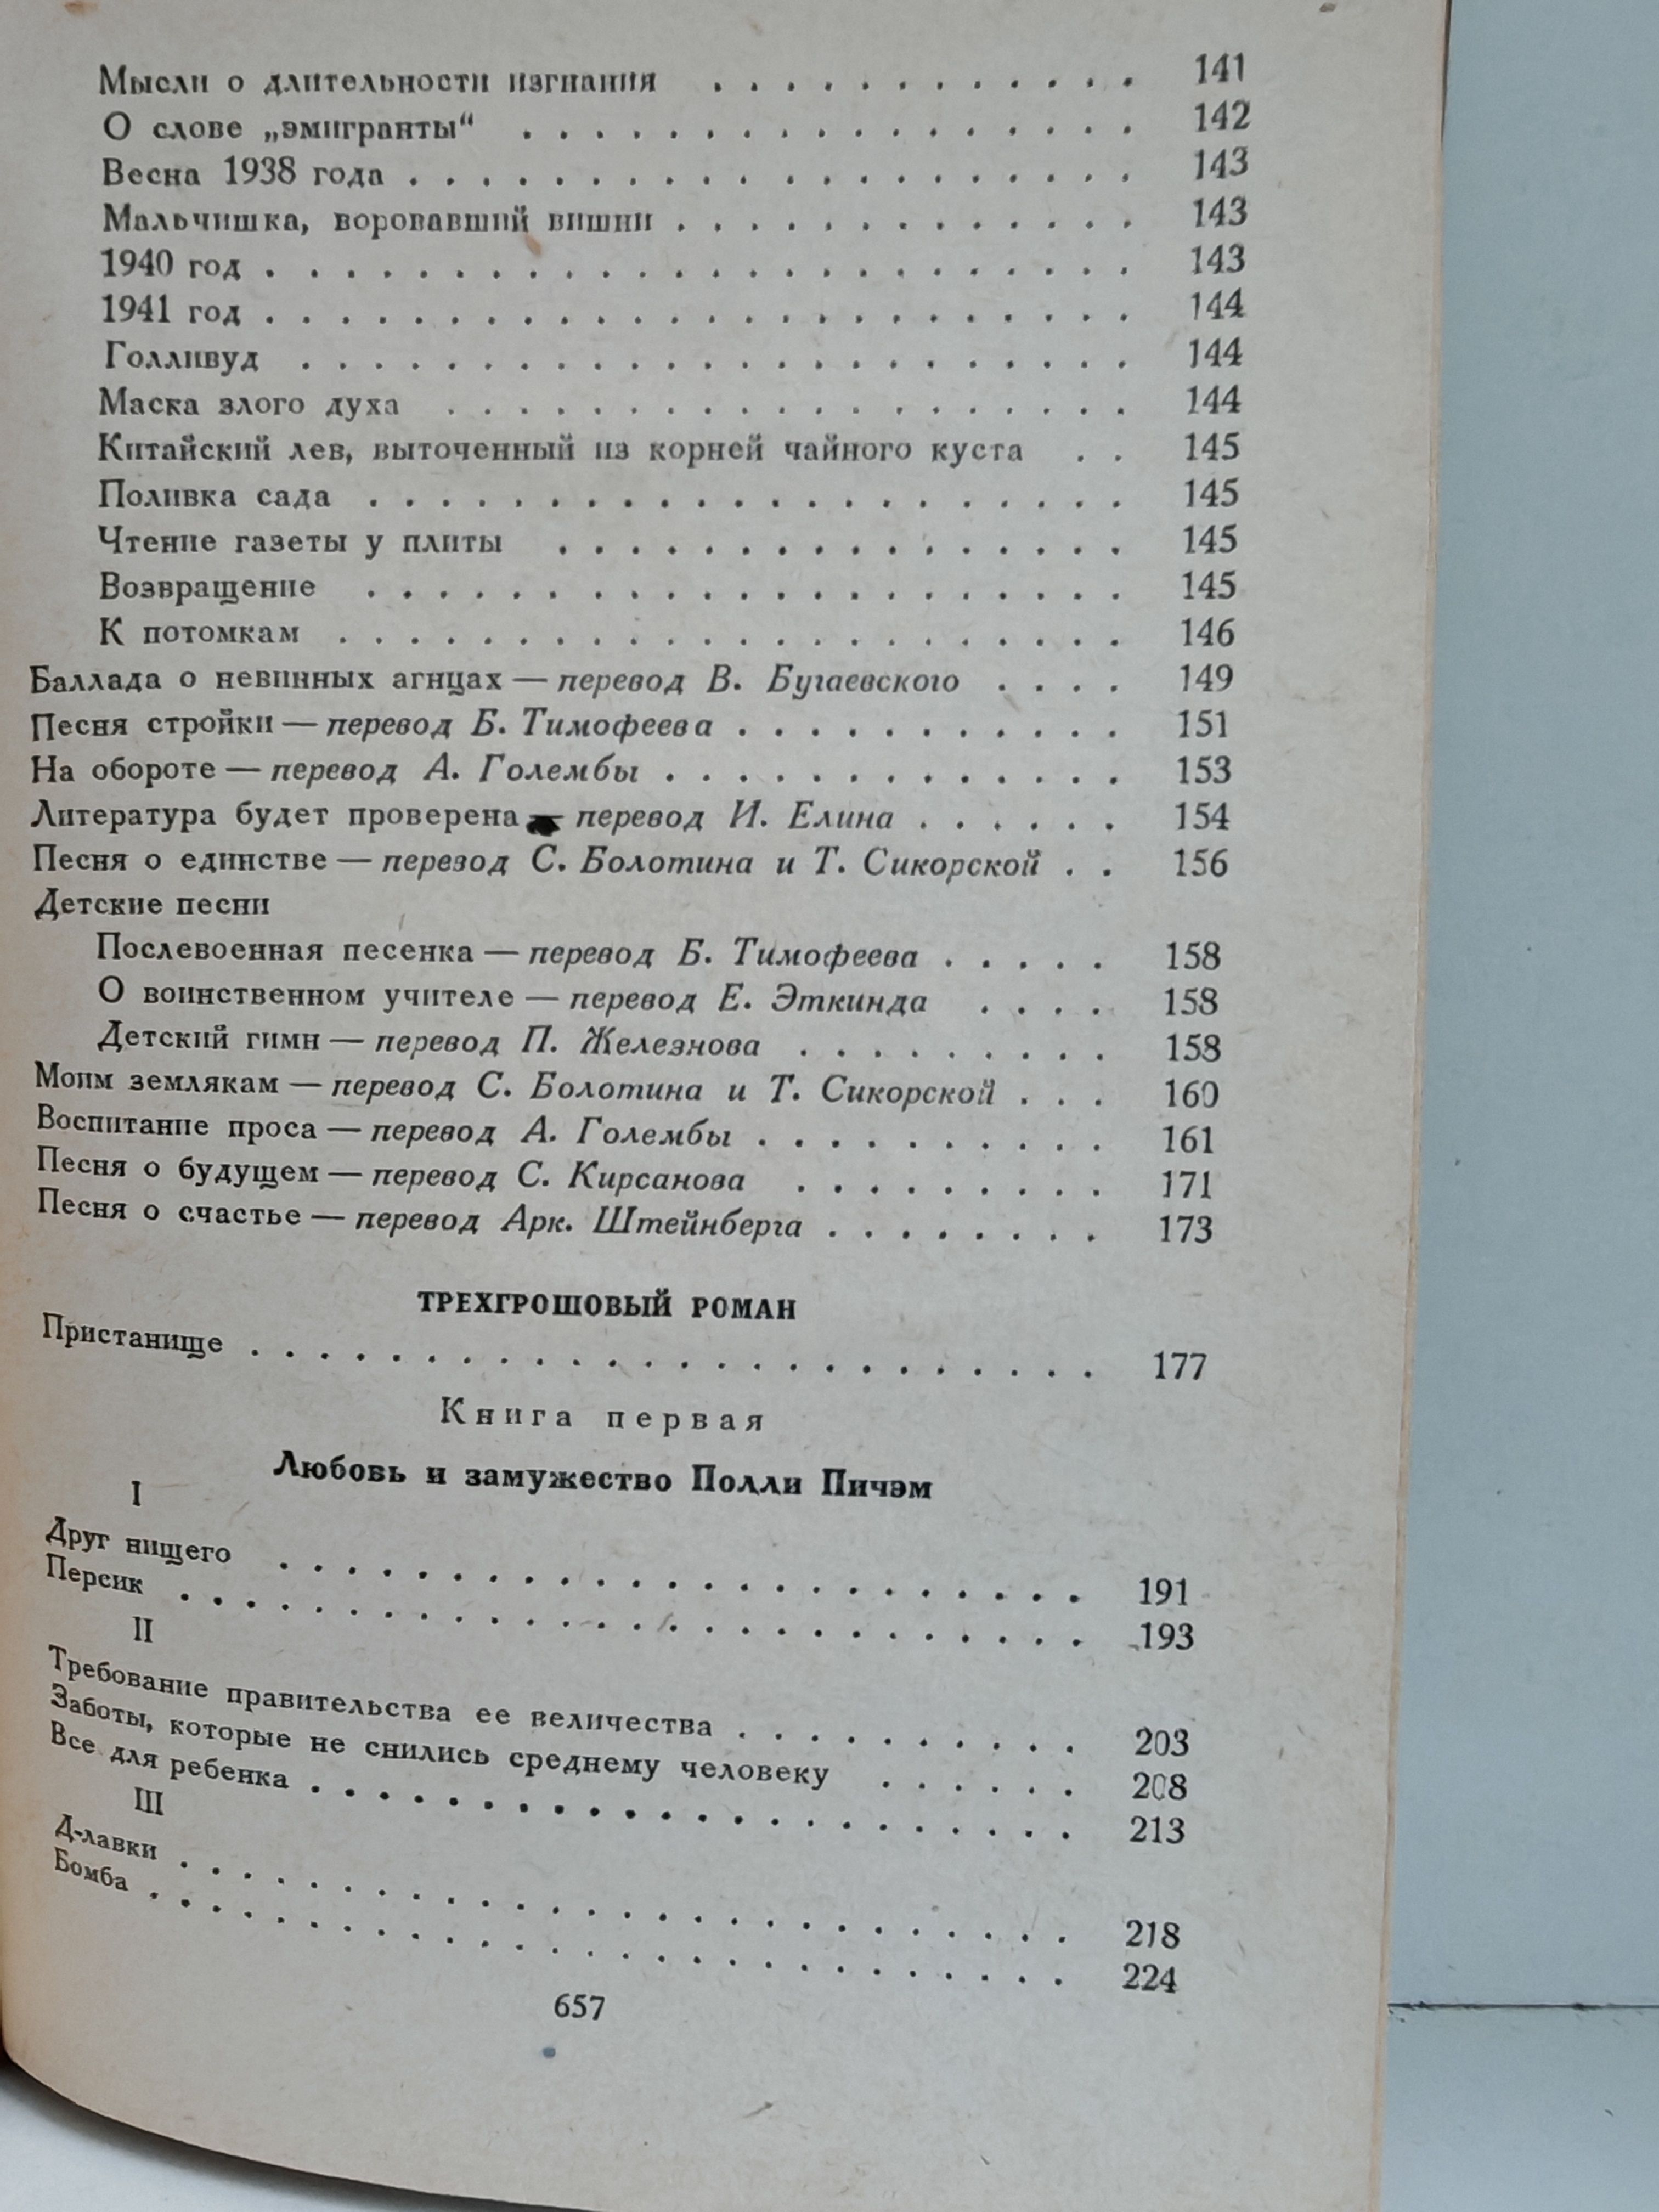 Мысли о длительности изгнания . . . . . . . . . . . . 141
О слове „эмигранты“ . . . . . . . . . . . . . . . . . 142
Весна 1938 года . . . . . . . . . . . . . . . . . . . . 143
Мальчишка, воровавший вишни . . . . . . . . . . . . . 143
1940 год . . . . . . . . . . . . . . . . . . . . . . . . 143
1941 год . . . . . . . . . . . . . . . . . . . . . . . . 144
Голливуд . . . . . . . . . . . . . . . . . . . . . . . 144
Маска злого духа . . . . . . . . . . . . . . . . . . . 144
Китайский лев, выточенный из корней чайного куста . . 145
Поливка сада . . . . . . . . . . . . . . . . . . . . . 145
Чтение газеты у плиты . . . . . . . . . . . . . . . . 145
Возвращение . . . . . . . . . . . . . . . . . . . . . 145
К потомкам . . . . . . . . . . . . . . . . . . . . . . 146
Баллада о невинных агнцах — перевод В. Бугаевского . . . . 149
Песня стройки — перевод Б. Тимофеева . . . . . . . . . . . 151
На обороте — перевод А. Голембы . . . . . . . . . . . . . 153
Литература будет проверена — перевод И. Елина . . . . . . 154
Песня о единстве — перевод С. Болотина и Т. Сикорской . . 156
Детские песни
Послевоенная песенка — перевод Б. Тимофеева . . . . . 158
О воинственном учителе — перевод Е. Эткинда . . . . 158
Детский гимн — перевод П. Железнова . . . . . . . . . 158
Моим землякам — перевод С. Болотина и Т. Сикорской . . . 160
Воспитание проса — перевод А. Голембы . . . . . . . . . . 161
Песня о будущем — перевод С. Кирсанова . . . . . . . . . 171
Песня о счастье — перевод Арк. Штейнберга . . . . . . . . 173
ТРЕХГРОШОВЫЙ РОМАН
Пристанище . . . . . . . . . . . . . . . . . . . . . . . . 177
Книга первая
Любовь и замужество Полли Пичэм
I
Друг нищего . . . . . . . . . . . . . . . . . . . . . . . . 191
Персик . . . . . . . . . . . . . . . . . . . . . . . . . . . 193
II
Требование правительства ее величества . . . . . . . . . . 203
Заботы, которые не снились среднему человеку . . . . . . 208
Все для ребенка . . . . . . . . . . . . . . . . . . . . . . . 213
III
Д-лавки . . . . . . . . . . . . . . . . . . . . . . . . . . . 218
Бомба . . . . . . . . . . . . . . . . . . . . . . . . . . . . 224
657